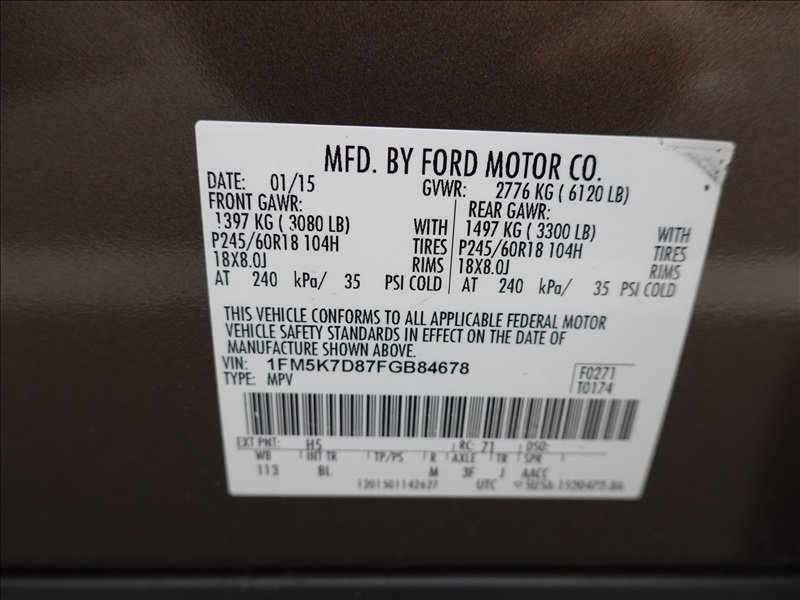 MFD. BY FORD MOTOR CO.
DATE: 01/15 GVWR: 2776 KG ( 6120 LB)
FRONT GAWR: REAR GAWR:
1397 KG ( 3080 LB) WITH 1497 KG ( 3300 LB) WITH
P245/60R18 104H TIRES P245/60R18 104H TIRES
18X8.0J RIMS 18X8.0J RIMS
AT 240 kPa/ 35 PSI COLD AT 240 kPa/ 35 PSI COLD
THIS VEHICLE CONFORMS TO ALL APPLICABLE FEDERAL MOTOR
VEHICLE SAFETY STANDARDS IN EFFECT ON THE DATE OF
MANUFACTURE SHOWN ABOVE.
VIN: 1FM5K7D87FGB84678 F0271
TYPE: MPV T0174
EXT PNT: H5 RC: 71 DSO:
WB INT TR TP/PS R AXLE TR SPR
113 BL M 3F J AACC
1201501142627 UTC